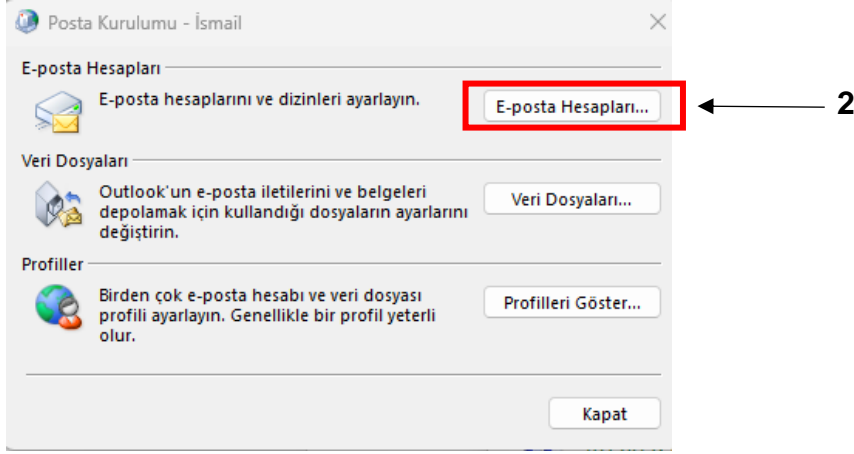 Posta Kurulumu - İsmail
E-posta Hesapları
E-posta hesaplarını ve dizinleri ayarlayın.
E-posta Hesapları...
2
Veri Dosyaları
Outlook'un e-posta iletilerini ve belgeleri
depolamak için kullandığı dosyaların ayarlarını
değiştirin.
Veri Dosyaları...
Profiller
Birden çok e-posta hesabı ve veri dosyası
profili ayarlayın. Genellikle bir profil yeterli
olur.
Profilleri Göster...
Kapat